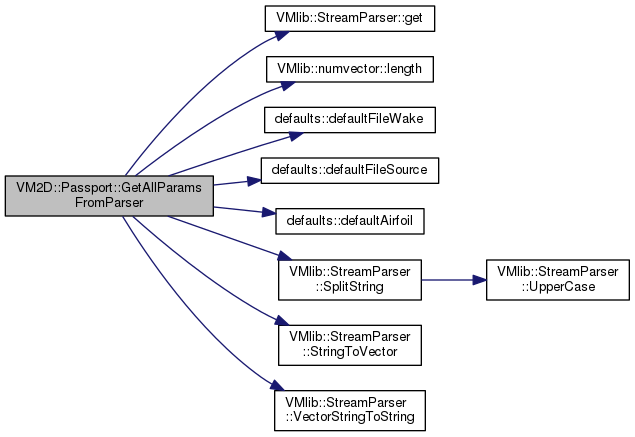 VMlib::StreamParser::get
VMlib::numvector::length
defaults::defaultFileWake
defaults::defaultFileSource
VM2D::Passport::GetAllParams
FromParser
defaults::defaultAirfoil
VMlib::StreamParser
::SplitString
VMlib::StreamParser
::UpperCase
VMlib::StreamParser
::StringToVector
VMlib::StreamParser
::VectorStringToString